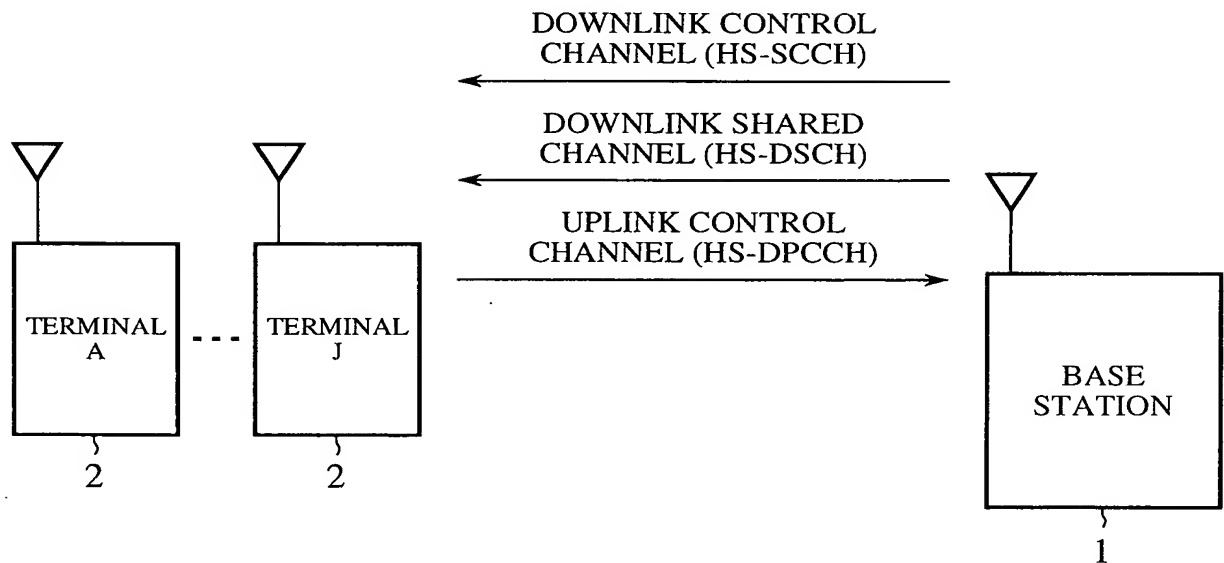 DOWNLINK CONTROL
CHANNEL (HS-SCCH)
DOWNLINK SHARED
CHANNEL (HS-DSCH)
UPLINK CONTROL
CHANNEL (HS-DPCCH)
TERMINAL
A
- - -
TERMINAL
J
BASE
STATION
2
2
1